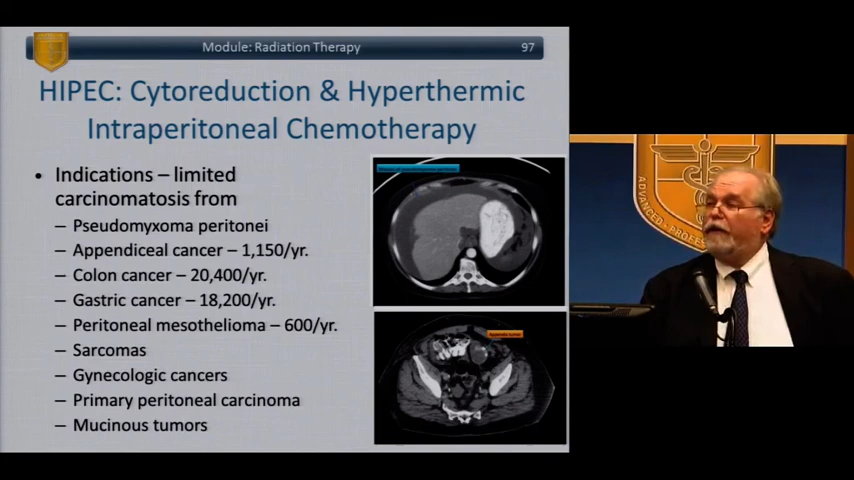 Module: Radiation Therapy 97
HIPEC: Cytoreduction & Hyperthermic
Intraperitoneal Chemotherapy
• Indications – limited
carcinomatosis from
– Pseudomyxoma peritonei
– Appendiceal cancer – 1,150/yr.
– Colon cancer – 20,400/yr.
– Gastric cancer – 18,200/yr.
– Peritoneal mesothelioma – 600/yr.
– Sarcomas
– Gynecologic cancers
– Primary peritoneal carcinoma
– Mucinous tumors
ADVANCED - PROFES